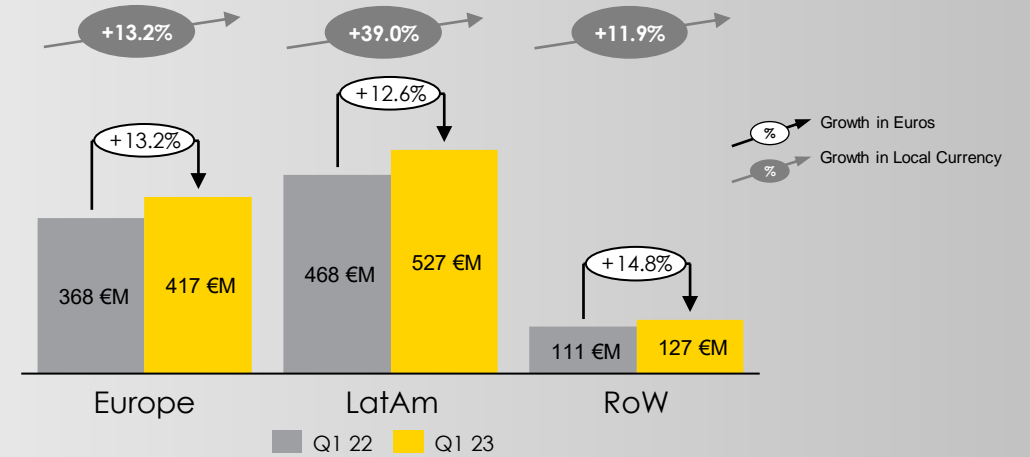 +13.2%
+39.0%
+11.9%
+12.6%
+13.2%
+14.8%
% Growth in Euros
% Growth in Local Currency
368 €M
417 €M
468 €M
527 €M
111 €M
127 €M
Europe
LatAm
RoW
Q1 22
Q1 23